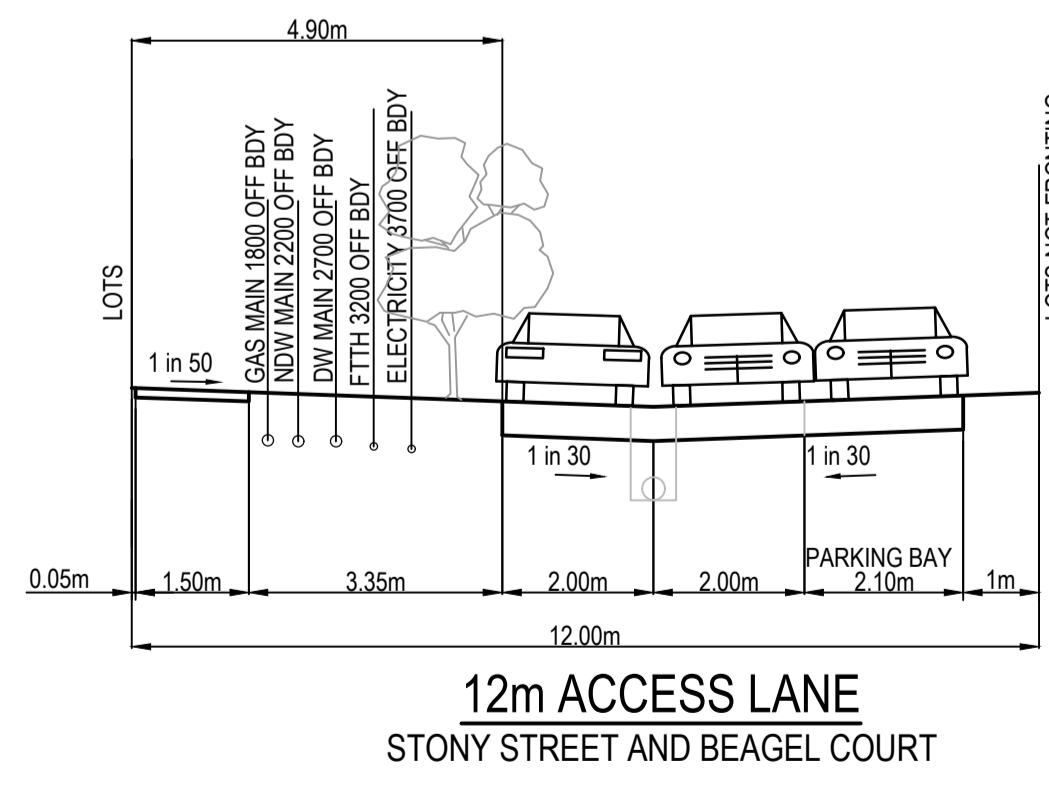 4.90m
LOTS
GAS MAIN 1800 OFF BDY
NDW MAIN 2200 OFF BDY
DW MAIN 2700 OFF BDY
FTTH 3200 OFF BDY
ELECTRICITY 3700 OFF BDY
1 in 50
1 in 30
1 in 30
PARKING BAY
0.05m
1.50m
3.35m
2.00m
2.00m
2.10m
1m
12.00m
12m ACCESS LANE
STONY STREET AND BEAGEL COURT